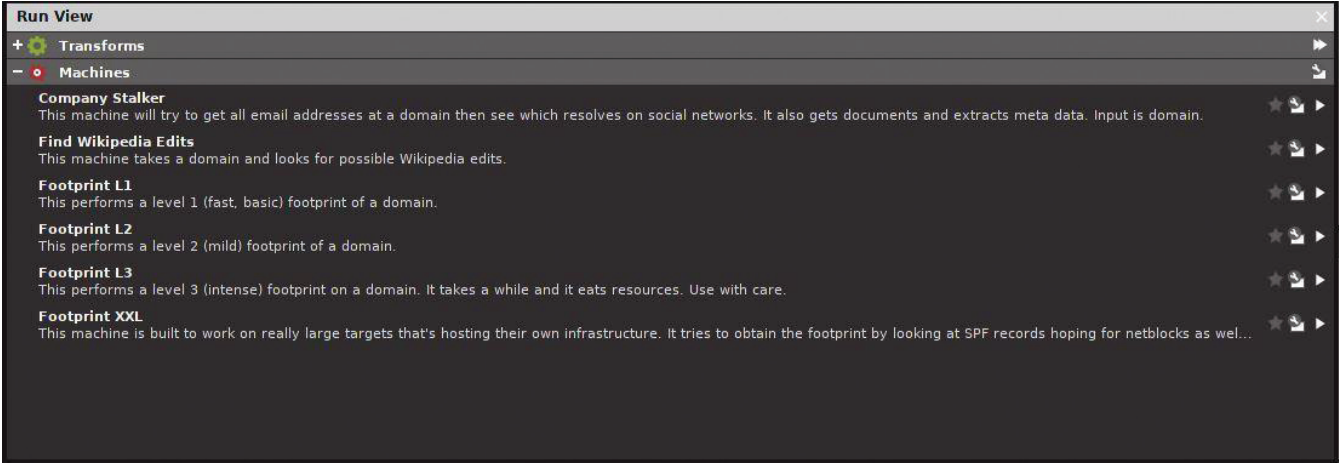 Run View
Transforms
Machines
Company Stalker
This machine will try to get all email addresses at a domain then see which resolves on social networks. It also gets documents and extracts meta data. Input is domain.
Find Wikipedia Edits
This machine takes a domain and looks for possible Wikipedia edits.
Footprint L1
This performs a level 1 (fast, basic) footprint of a domain.
Footprint L2
This performs a level 2 (mild) footprint of a domain.
Footprint L3
This performs a level 3 (intense) footprint on a domain. It takes a while and it eats resources. Use with care.
Footprint XXL
This machine is built to work on really large targets that's hosting their own infrastructure. It tries to obtain the footprint by looking at SPF records hoping for netblocks as wel...